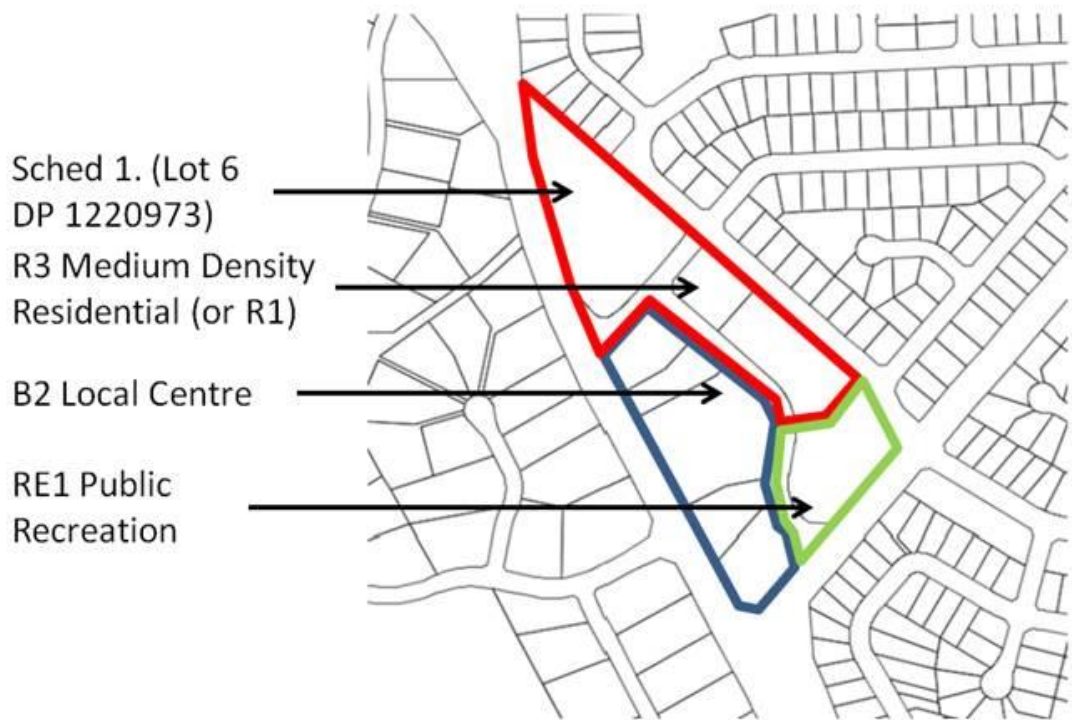 Sched 1. (Lot 6
DP 1220973)
R3 Medium Density
Residential (or R1)
B2 Local Centre
RE1 Public
Recreation